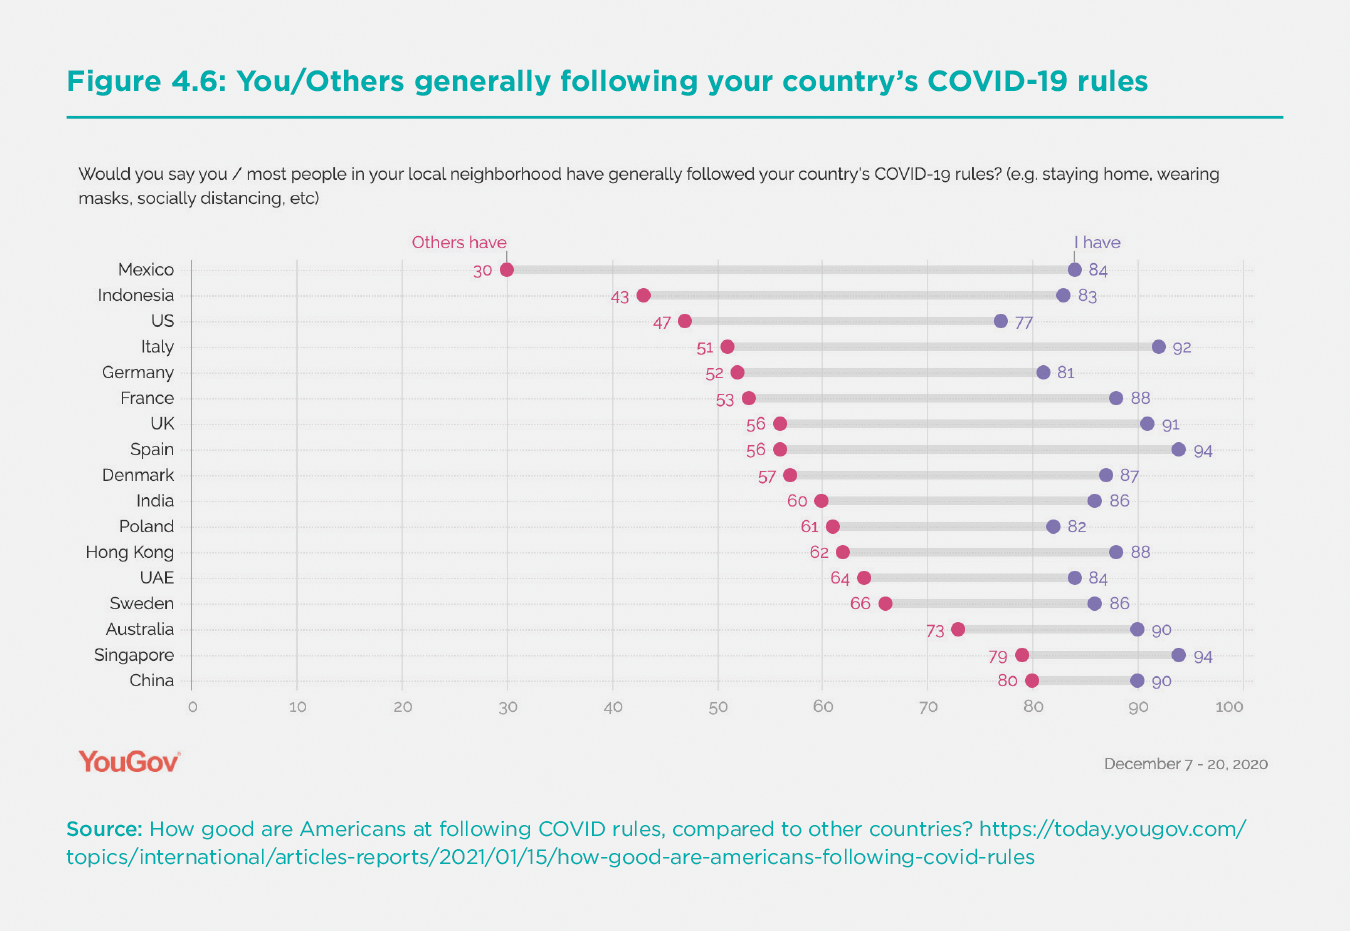 Figure 4.6: You/Others generally following your country’s COVID-19 rules
Would you say you / most people in your local neighborhood have generally followed your country's COVID-19 rules? (e.g. staying home, wearing
masks, socially distancing, etc)
Others have I have
Mexico 30 84
Indonesia 43 83
US 47 77
Italy 51 92
Germany 52 81
France 53 88
UK 56 91
Spain 56 94
Denmark 57 87
India 60 86
Poland 61 82
Hong Kong 62 88
UAE 64 84
Sweden 66 86
Australia 73 90
Singapore 79 94
China 80 90
0 10 20 30 40 50 60 70 80 90 100
YouGov® December 7 - 20, 2020
Source: How good are Americans at following COVID rules, compared to other countries? https://today.yougov.com/
topics/international/articles-reports/2021/01/15/how-good-are-americans-following-covid-rules